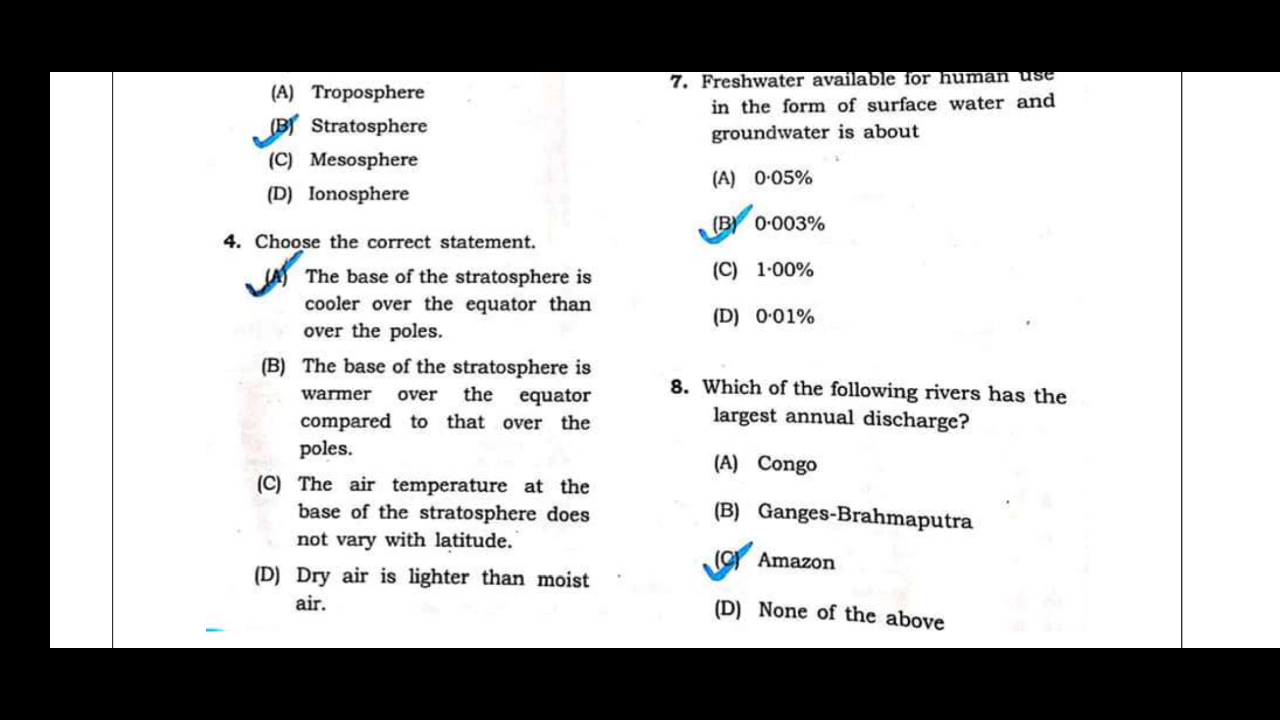 (A) Troposphere
(B) Stratosphere
(C) Mesosphere
(D) Ionosphere
4. Choose the correct statement.
(A) The base of the stratosphere is
cooler over the equator than
over the poles.
(B) The base of the stratosphere is
warmer over the equator
compared to that over the
poles.
(C) The air temperature at the
base of the stratosphere does
not vary with latitude.
(D) Dry air is lighter than moist
air.
7. Freshwater available for human use
in the form of surface water and
groundwater is about
(A) 0·05%
(B) 0·003%
(C) 1·00%
(D) 0·01%
8. Which of the following rivers has the
largest annual discharge?
(A) Congo
(B) Ganges-Brahmaputra
(C) Amazon
(D) None of the above